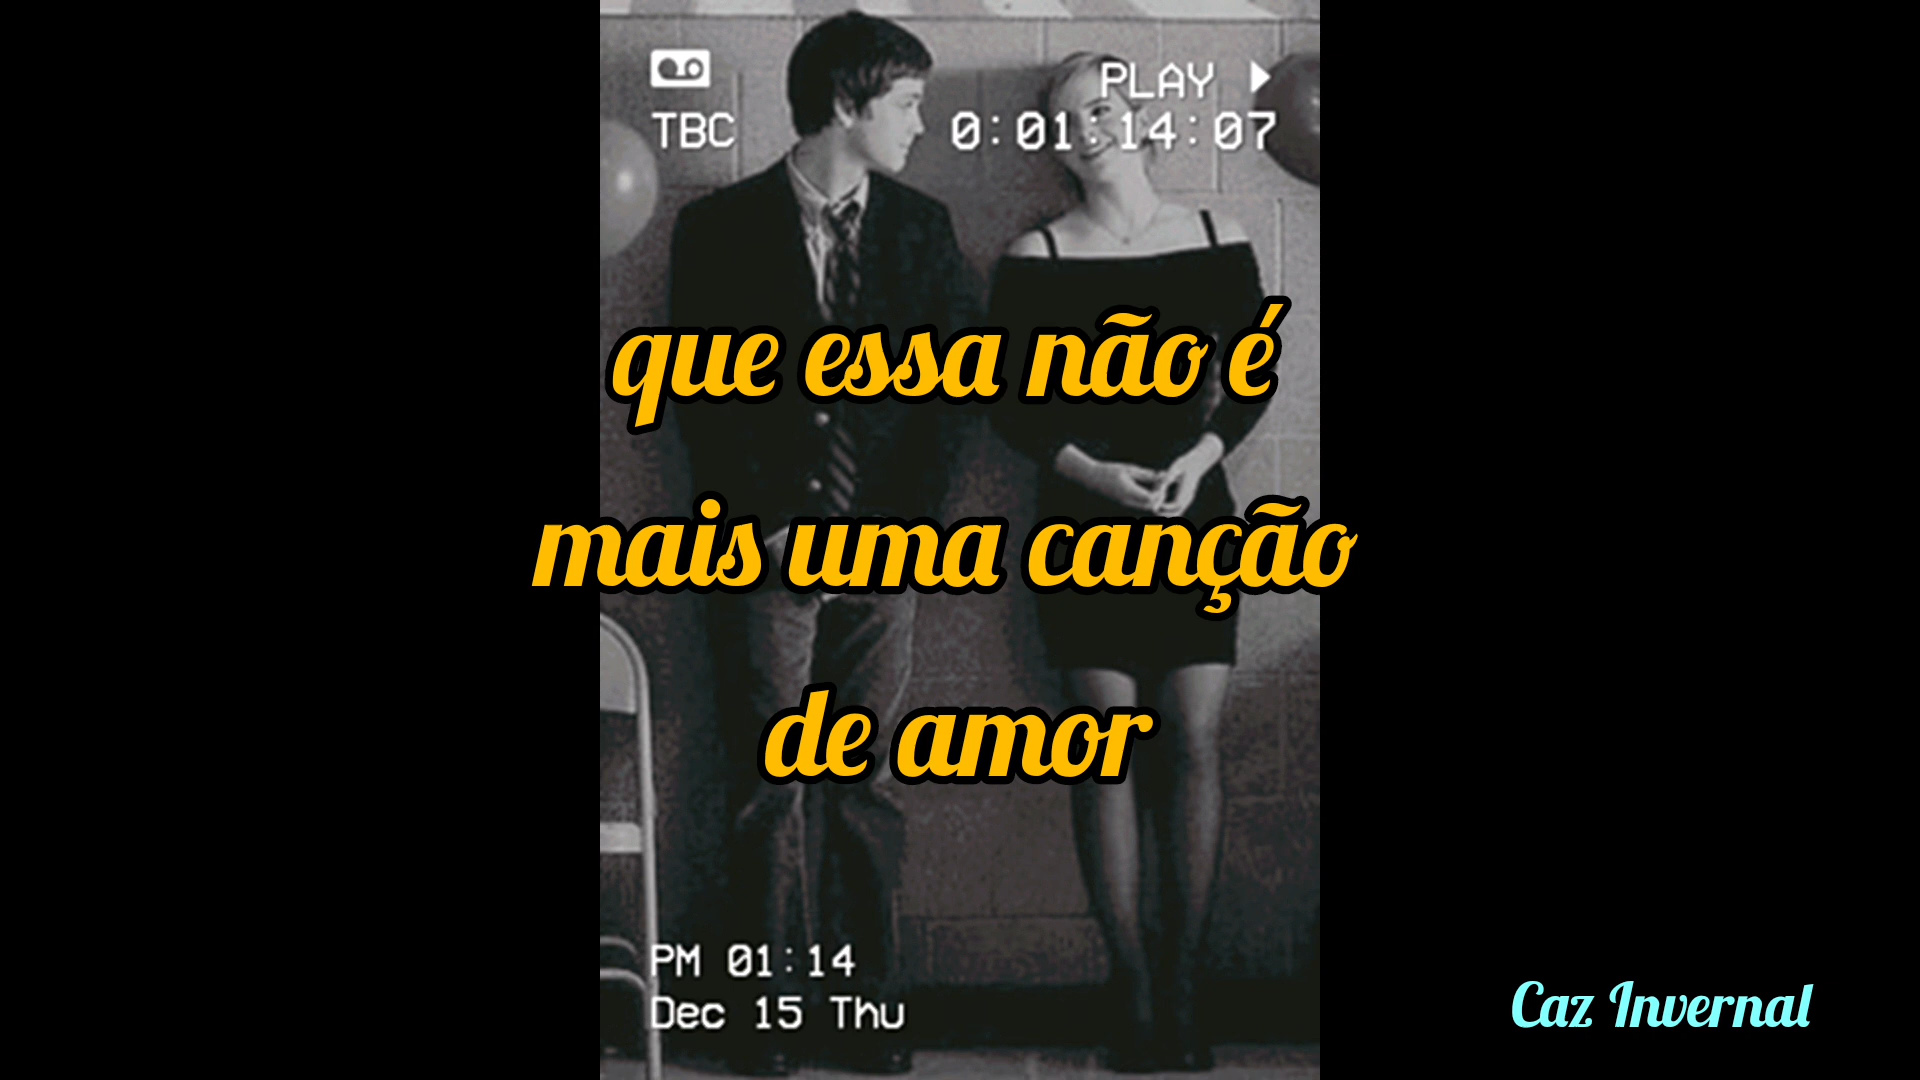 PLAY
TBC
0:01:14:07
que essa não é
mais uma canção
de amor
PM 01:14
Dec 15 Thu
Caz Invernal